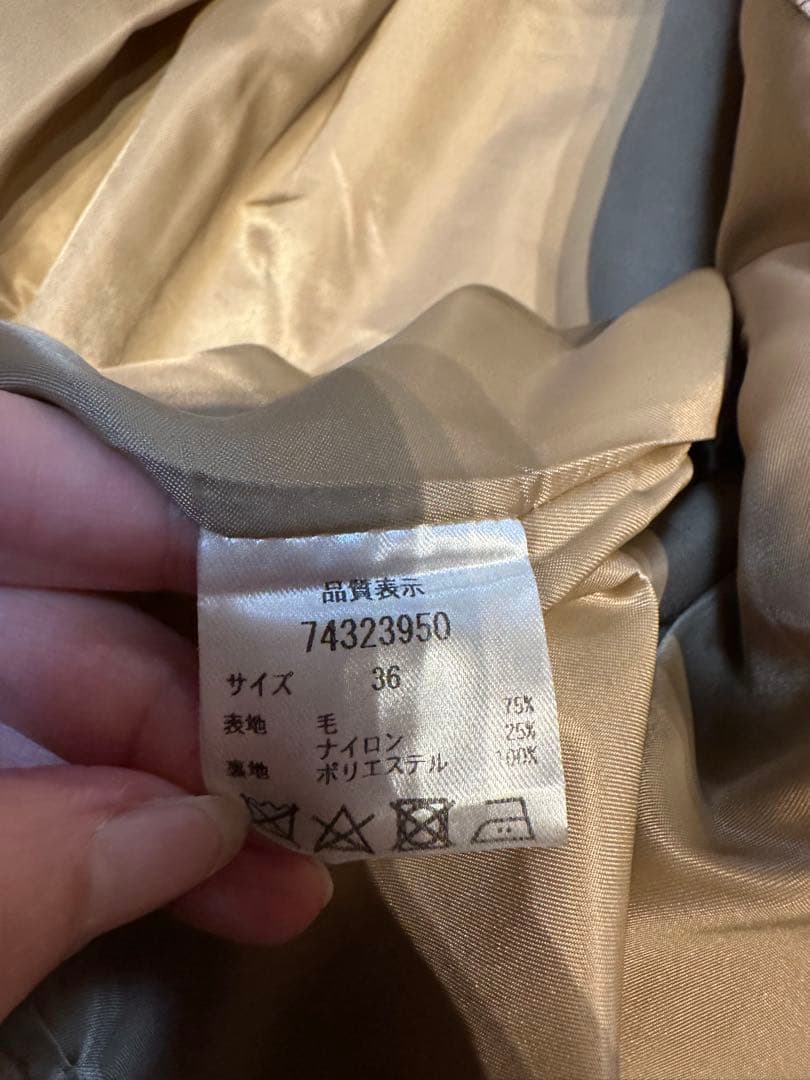 品質表示
74323950
サイズ 36
表地 毛 75%
ナイロン 25%
裏地 ポリエステル 100%